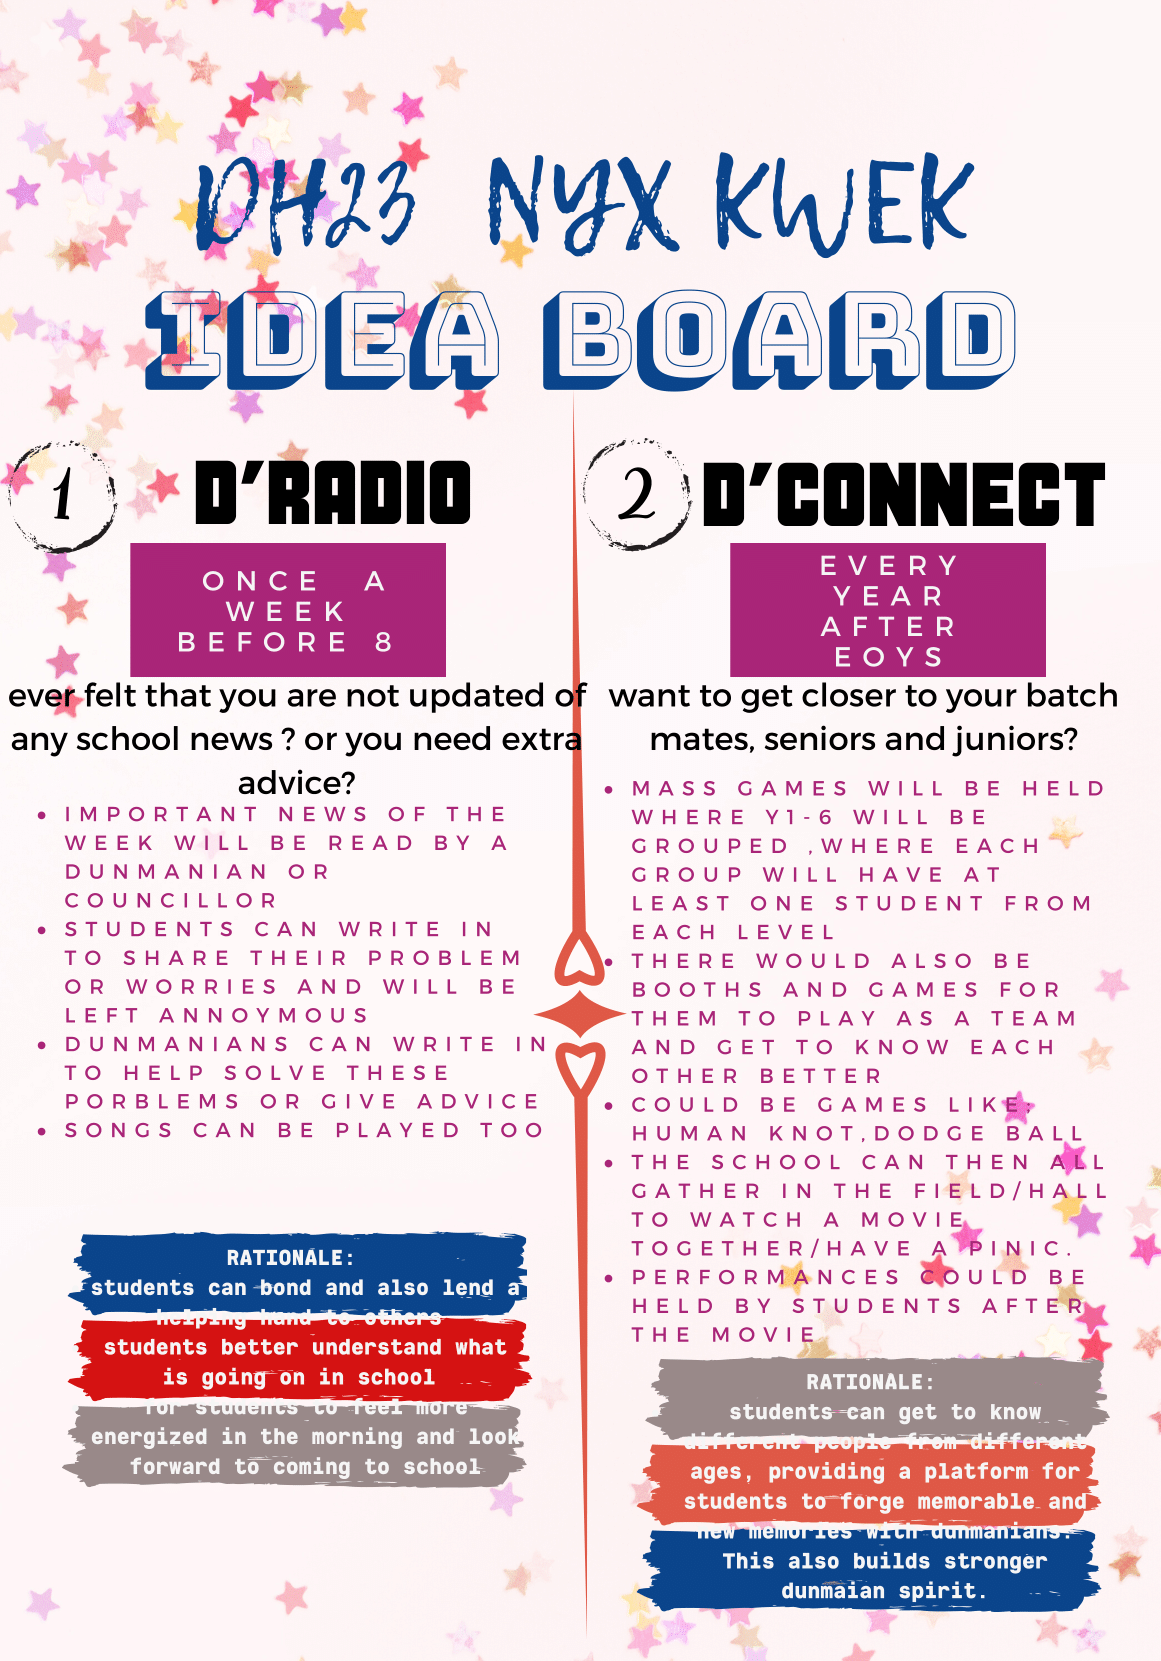 DH23 NYX KWEK
IDEA BOARD
1
D'RADIO
ONCE A
WEEK
BEFORE 8
ever felt that you are not updated of
any school news ? or you need extra
advice?
• IMPORTANT NEWS OF THE
WEEK WILL BE READ BY A
DUNMANIAN OR
COUNCILLOR
• STUDENTS CAN WRITE IN
TO SHARE THEIR PROBLEM
OR WORRIES AND WILL BE
LEFT ANNOYMOUS
• DUNMANIANS CAN WRITE IN
TO HELP SOLVE THESE
PORBLEMS OR GIVE ADVICE
• SONGS CAN BE PLAYED TOO
RATIONALE:
students can bond and also lend a
helping hand to others
students better understand what
is going on in school
for students to feel more
energized in the morning and look
forward to coming to school
2
D'CONNECT
EVERY
YEAR
AFTER
EOYS
want to get closer to your batch
mates, seniors and juniors?
• MASS GAMES WILL BE HELD
WHERE Y1-6 WILL BE
GROUPED ,WHERE EACH
GROUP WILL HAVE AT
LEAST ONE STUDENT FROM
EACH LEVEL
• THERE WOULD ALSO BE
BOOTHS AND GAMES FOR
THEM TO PLAY AS A TEAM
AND GET TO KNOW EACH
OTHER BETTER
• COULD BE GAMES LIKE:
HUMAN KNOT,DODGE BALL
• THE SCHOOL CAN THEN ALL
GATHER IN THE FIELD/HALL
TO WATCH A MOVIE
TOGETHER/HAVE A PINIC.
• PERFORMANCES COULD BE
HELD BY STUDENTS AFTER
THE MOVIE
RATIONALE:
students can get to know
different people from different
ages, providing a platform for
students to forge memorable and
new memories with dunmanians.
This also builds stronger
dunmaian spirit.